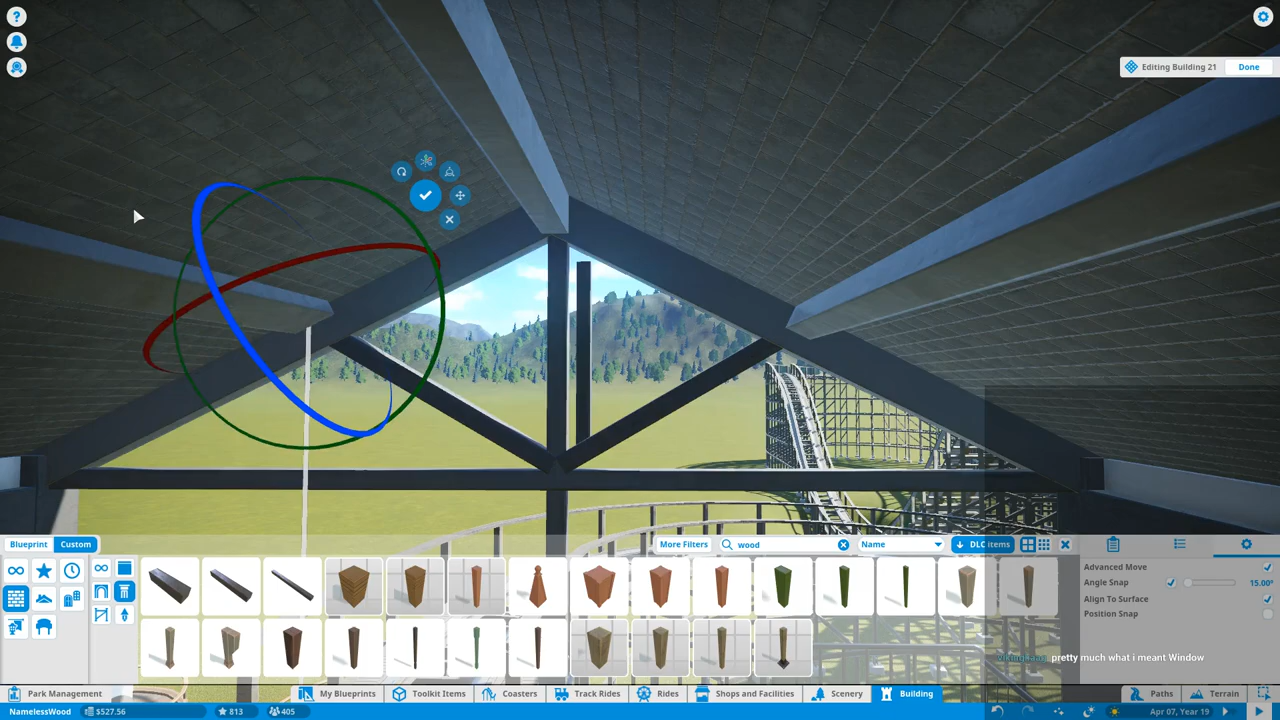 ?
Editing Building 21
Done
Blueprint
Custom
More Filters
wood
Name
DLC items
Advanced Move
Angle Snap
15.00°
Align To Surface
Position Snap
pretty much what i meant Window
Park Management
My Blueprints
Toolkit Items
Coasters
Track Rides
Rides
Shops and Facilities
Scenery
Building
Paths
Terrain
NamelessWood
$527.56
813
405
Apr 07, Year 19